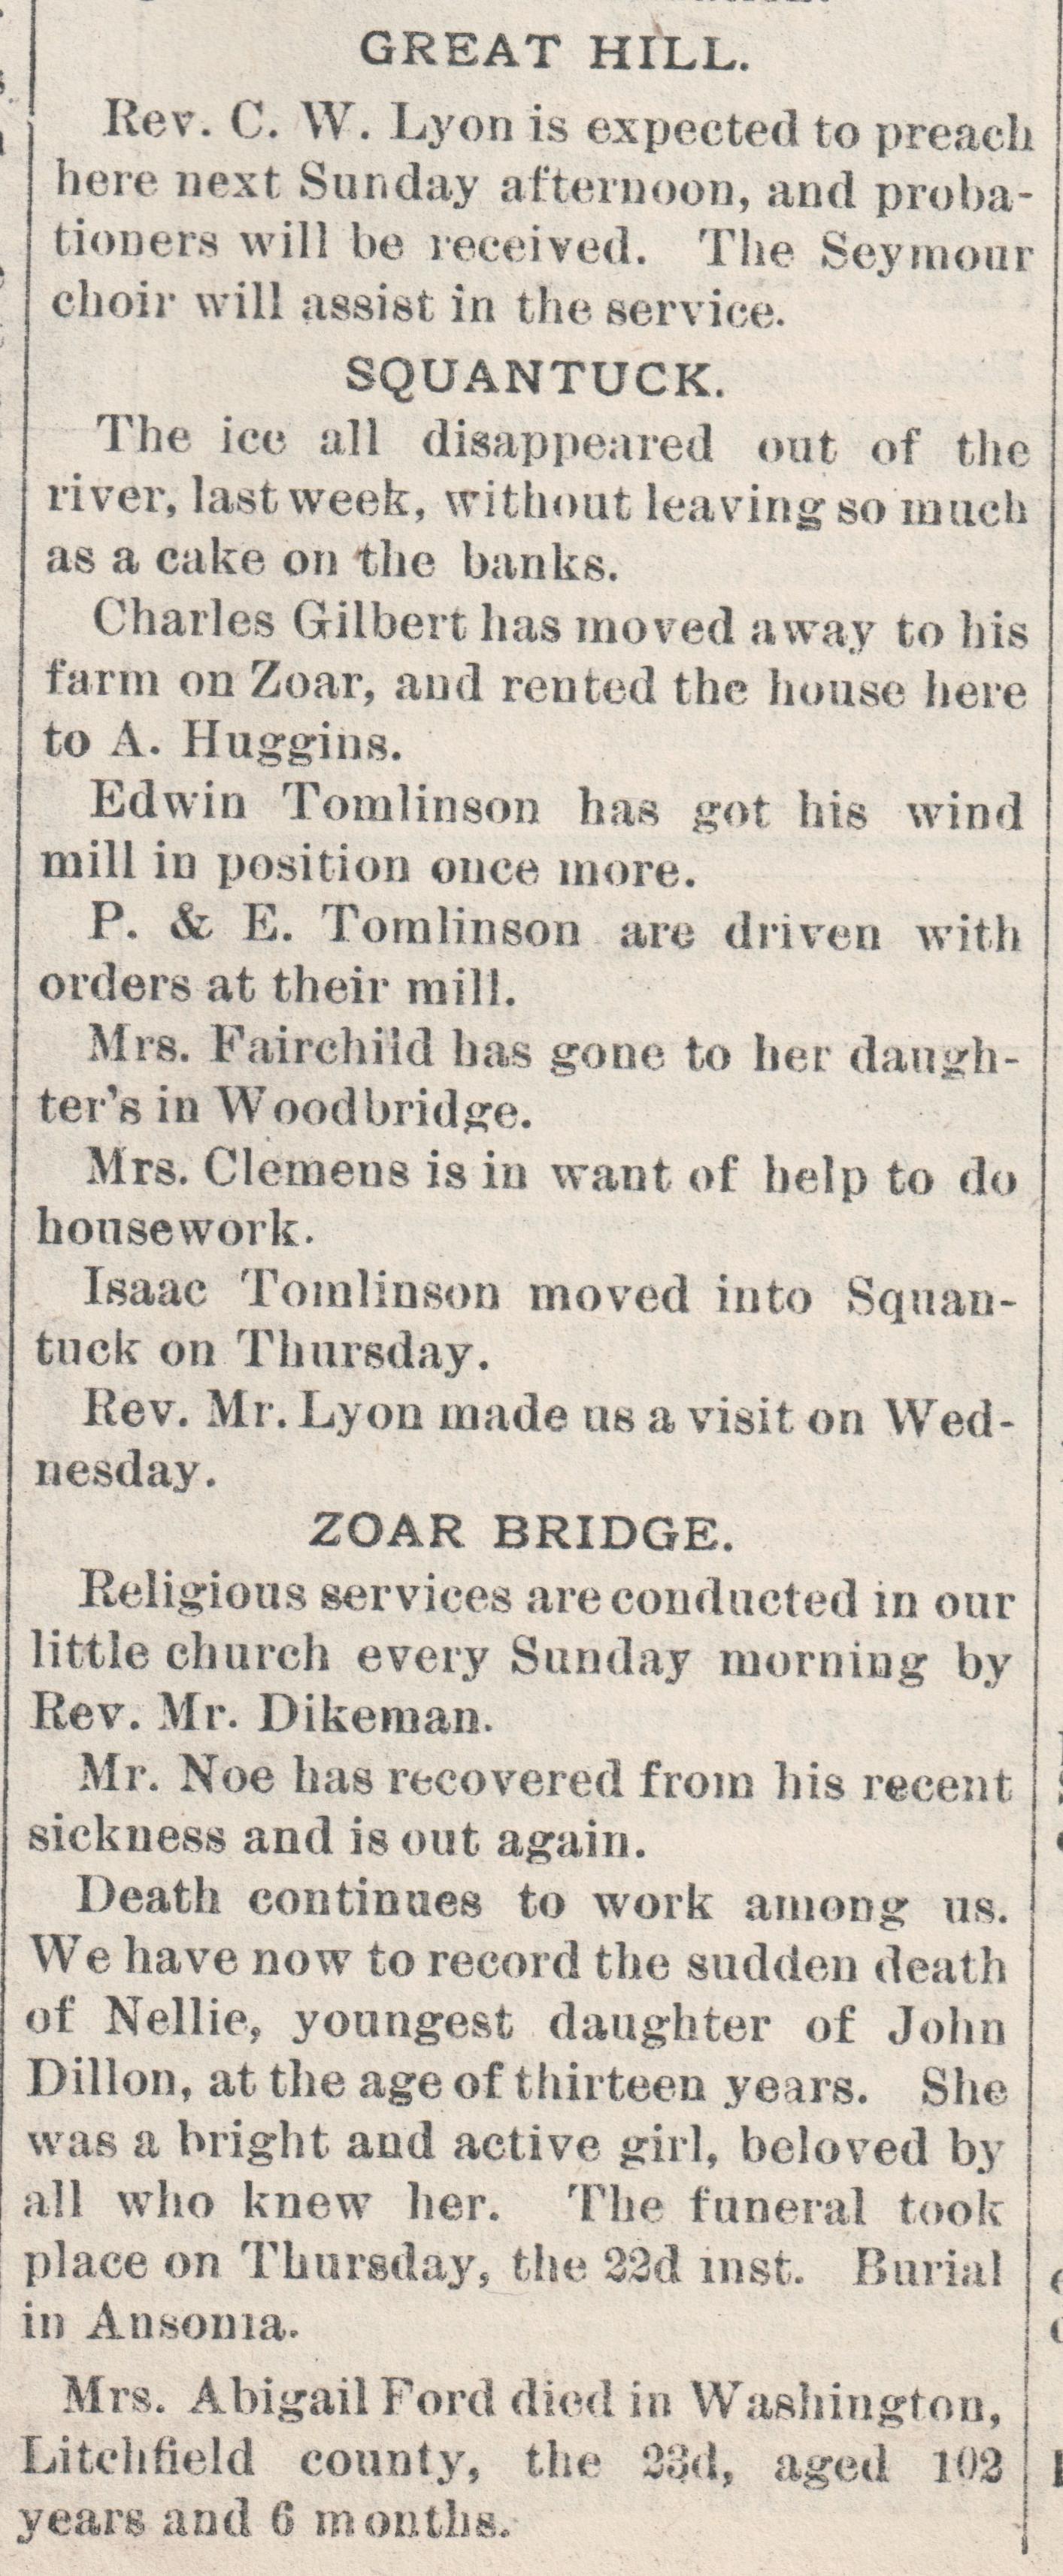 GREAT HILL.
Rev. C. W. Lyon is expected to preach
here next Sunday afternoon, and proba-
tioners will be received. The Seymour
choir will assist in the service.
SQUANTUCK.
The ice all disappeared out of the
river, last week, without leaving so much
as a cake on the banks.
Charles Gilbert has moved away to his
farm on Zoar, and rented the house here
to A. Huggins.
Edwin Tomlinson has got his wind
mill in position once more.
P. & E. Tomlinson are driven with
orders at their mill.
Mrs. Fairchild has gone to her daugh-
ter's in Woodbridge.
Mrs. Clemens is in want of help to do
housework.
Isaac Tomlinson moved into Squan-
tuck on Thursday.
Rev. Mr. Lyon made us a visit on Wed-
nesday.
ZOAR BRIDGE.
Religious services are conducted in our
little church every Sunday morning by
Rev. Mr. Dikeman.
Mr. Noe has recovered from his recent
sickness and is out again.
Death continues to work among us.
We have now to record the sudden death
of Nellie, youngest daughter of John
Dillon, at the age of thirteen years. She
was a bright and active girl, beloved by
all who knew her. The funeral took
place on Thursday, the 22d inst. Burial
in Ansonia.
Mrs. Abigail Ford died in Washington,
Litchfield county, the 23d, aged 102
years and 6 months.